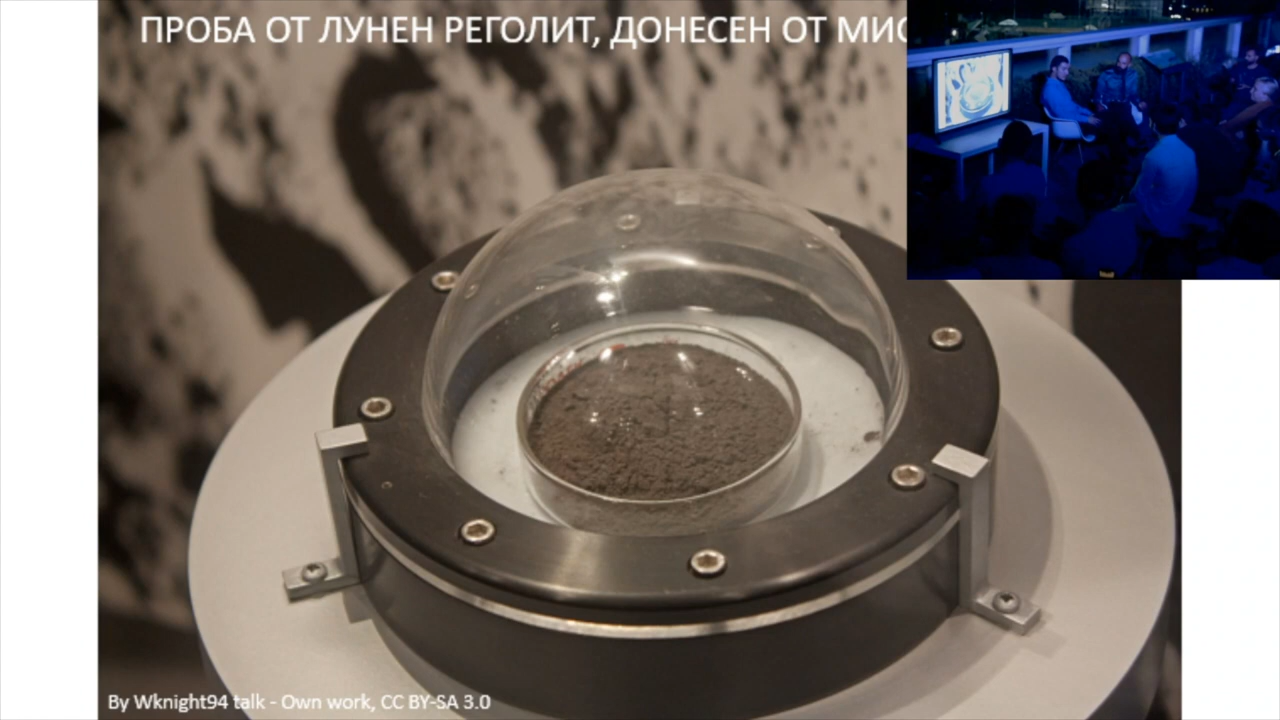 ПРОБА ОТ ЛУНЕН РЕГОЛИТ, ДОНЕСЕН ОТ
By Wknight94 talk - Own work, CC BY-SA 3.0